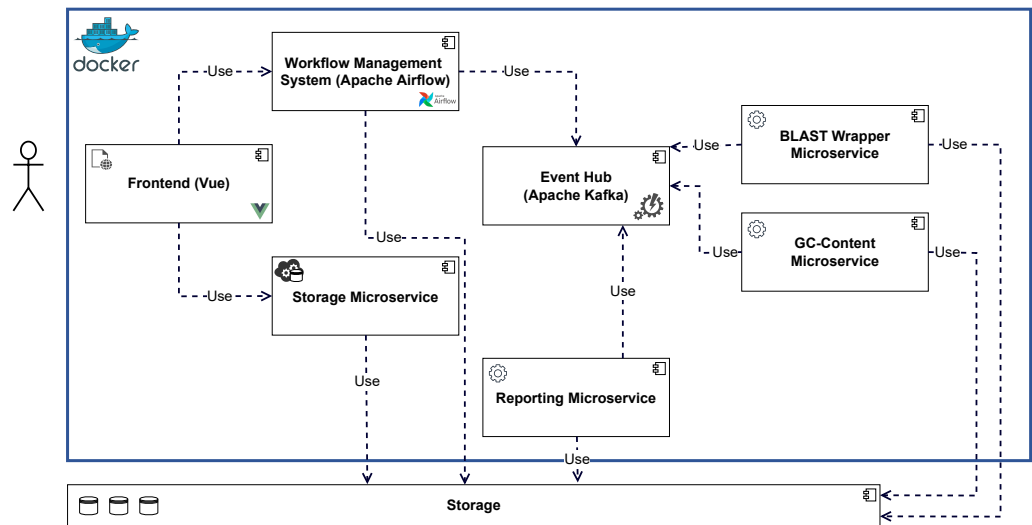 docker
Workflow Management
System (Apache Airflow)
Airflow
Use
Use
Frontend (Vue)
Event Hub
(Apache Kafka)
Use
BLAST Wrapper
Microservice
Use
Use
Use
GC-Content
Microservice
Use
Use
Storage Microservice
Use
Use
Use
Reporting Microservice
Use
Storage